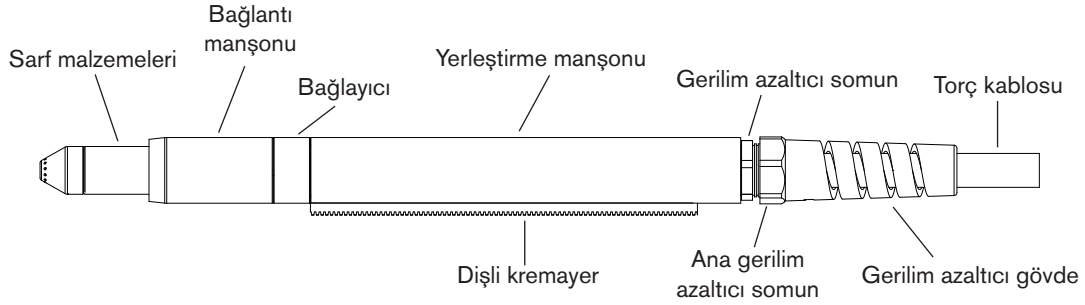 Bağlantı
manşonu
Sarf malzemeleri
Yerleştirme manşonu
Bağlayıcı
Gerilim azaltıcı somun
Torç kablosu
Dişli kremayer
Ana gerilim
azaltıcı somun
Gerilim azaltıcı gövde